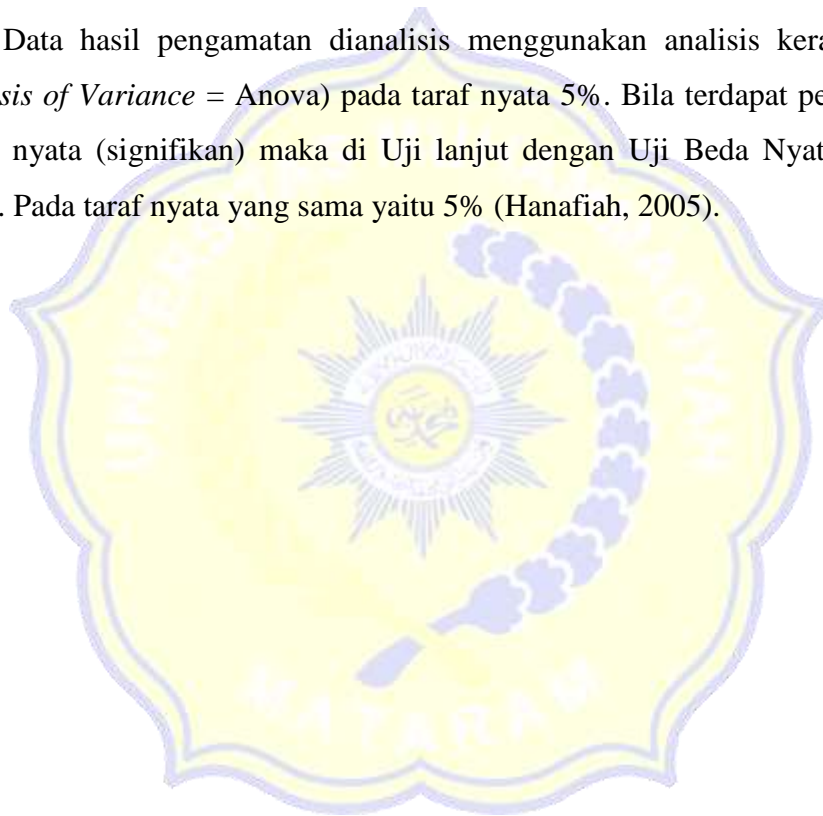 Data hasil pengamatan dianalisis menggunakan analisis kera
sis of Variance = Anova) pada taraf nyata 5%. Bila terdapat pe
nyata (signifikan) maka di Uji lanjut dengan Uji Beda Nyat
. Pada taraf nyata yang sama yaitu 5% (Hanafiah, 2005).
UNIVERSITAS MUHAMMADIYAH
MATARAM